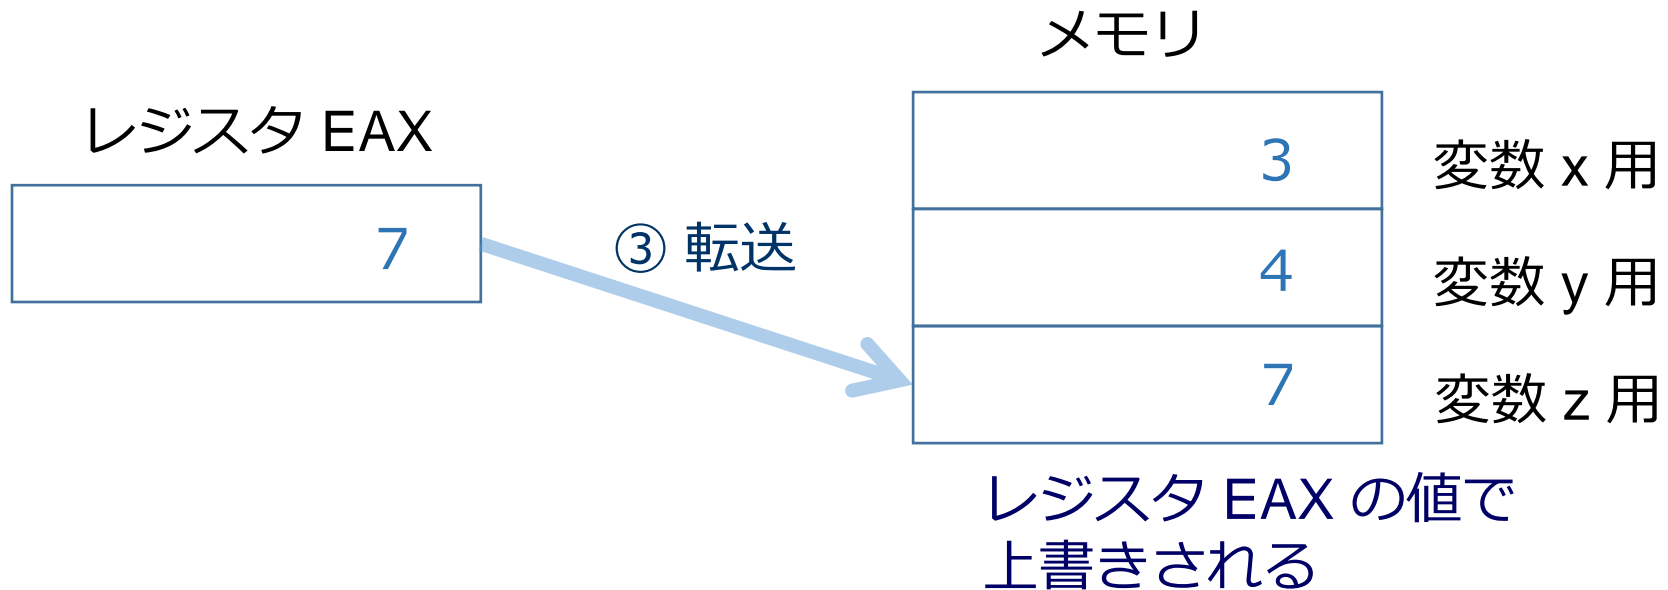 メモリ
レジスタ EAX
3
変数 x 用
7
③ 転送
4
変数 y 用
7
変数 z 用
レジスタ EAX の値で
上書きされる